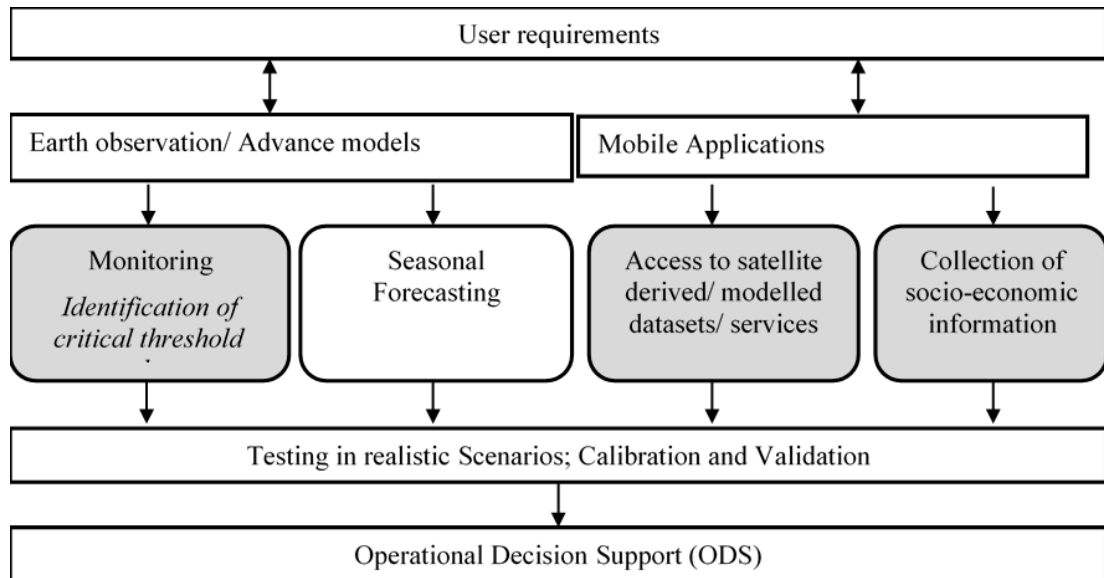 User requirements
Earth observation/ Advance models
Mobile Applications
Monitoring
Identification of
critical threshold
.
Seasonal
Forecasting
Access to satellite
derived/ modelled
datasets/ services
Collection of
socio-economic
information
Testing in realistic Scenarios; Calibration and Validation
Operational Decision Support (ODS)